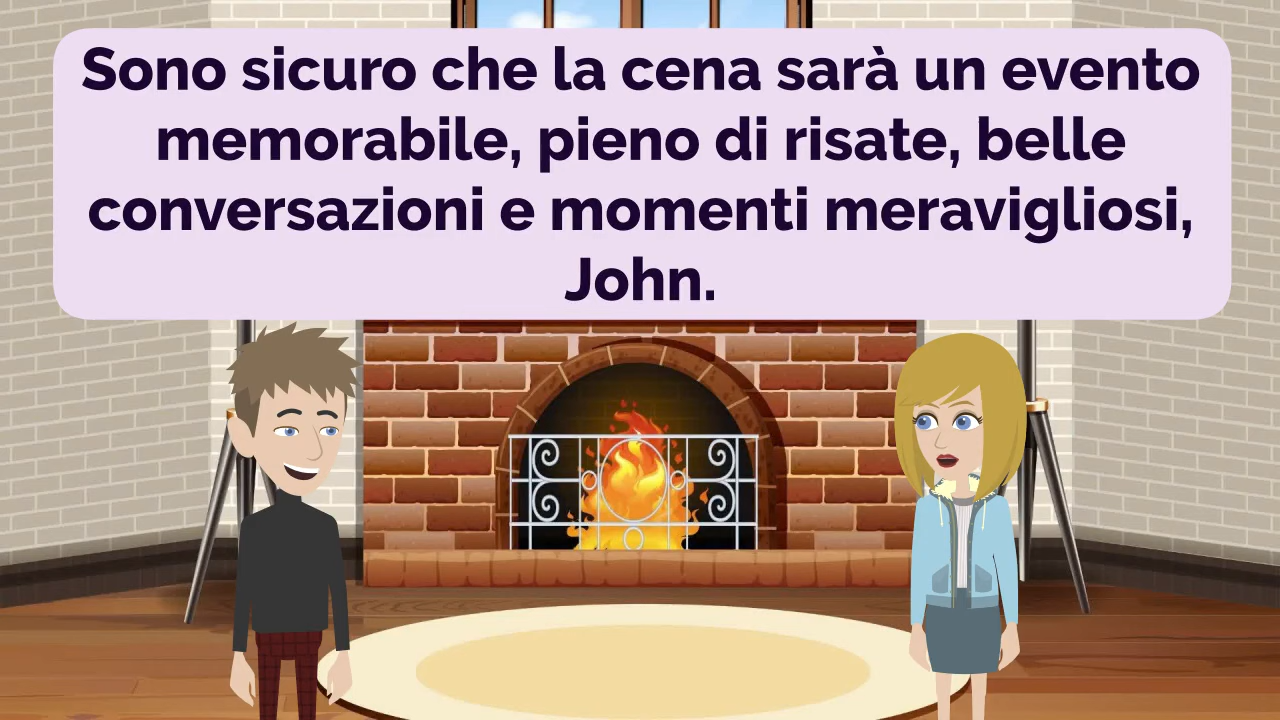 Sono sicuro che la cena sarà un evento
memorabile, pieno di risate, belle
conversazioni e momenti meravigliosi,
John.